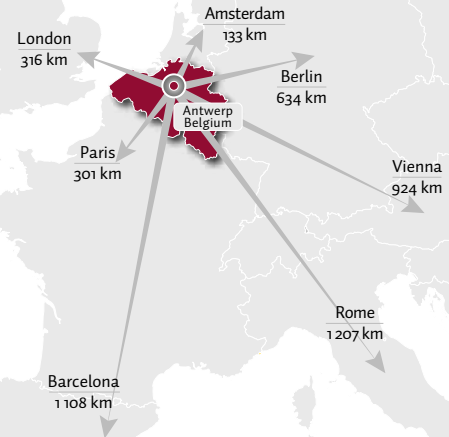 Amsterdam
133 km
London
316 km
Berlin
634 km
Antwerp
Belgium
Paris
301 km
Vienna
924 km
Rome
1 207 km
Barcelona
1 108 km